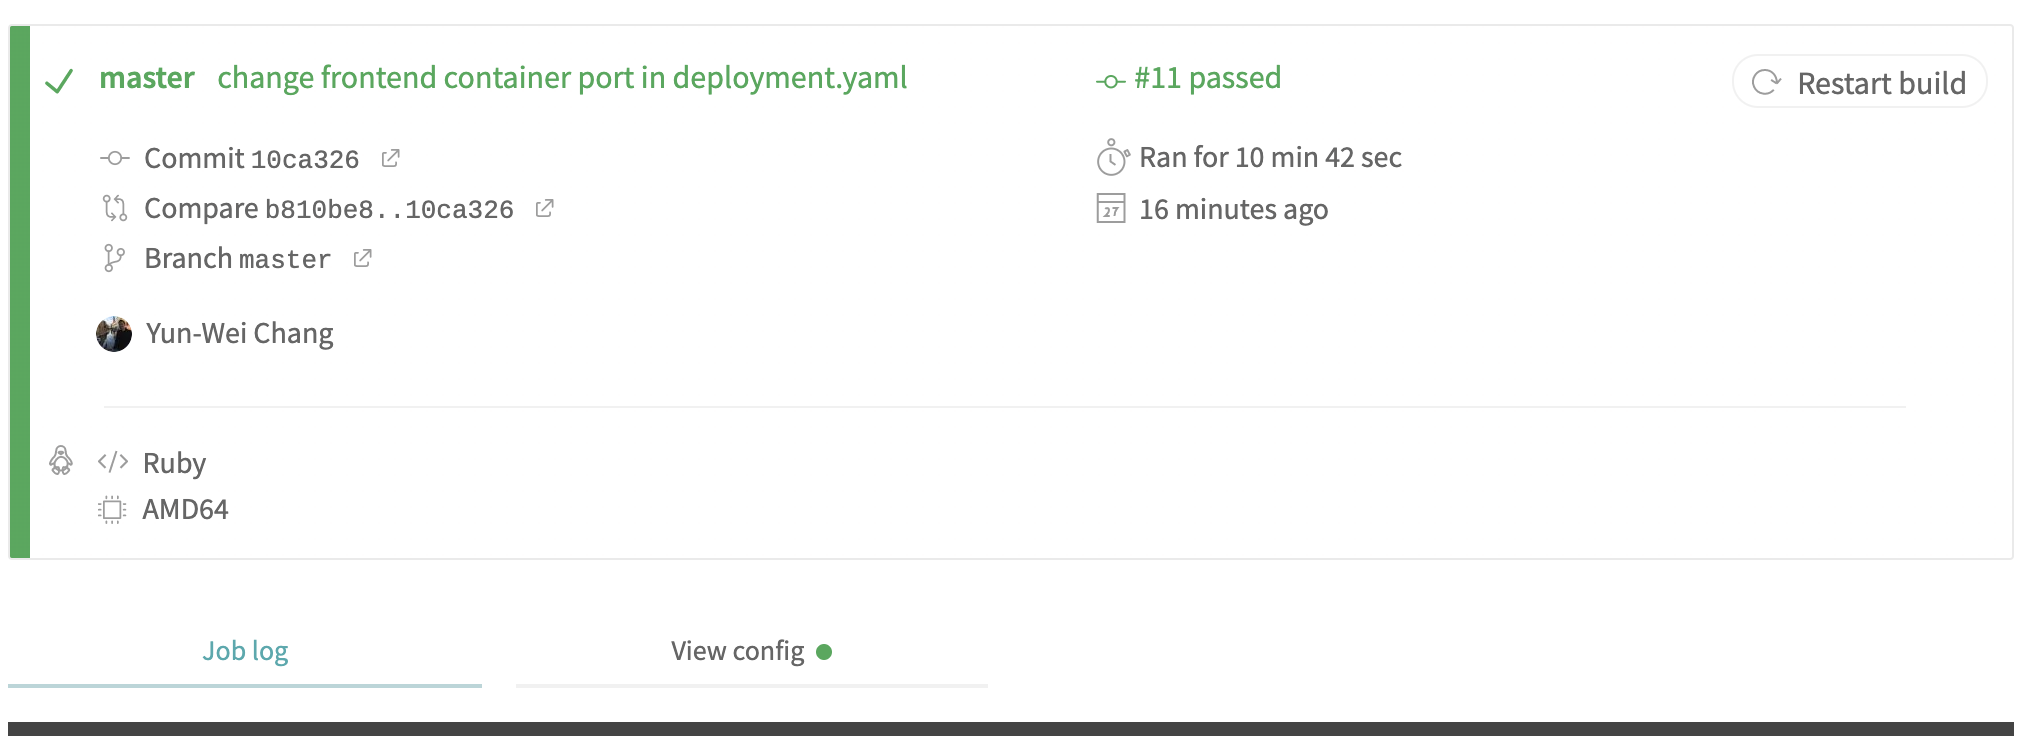 master change frontend container port in deployment.yaml
#11 passed
Restart build
Commit 10ca326
Ran for 10 min 42 sec
Compare b810be8..10ca326
16 minutes ago
Branch master
Yun-Wei Chang
</> Ruby
AMD64
Job log
View config
27